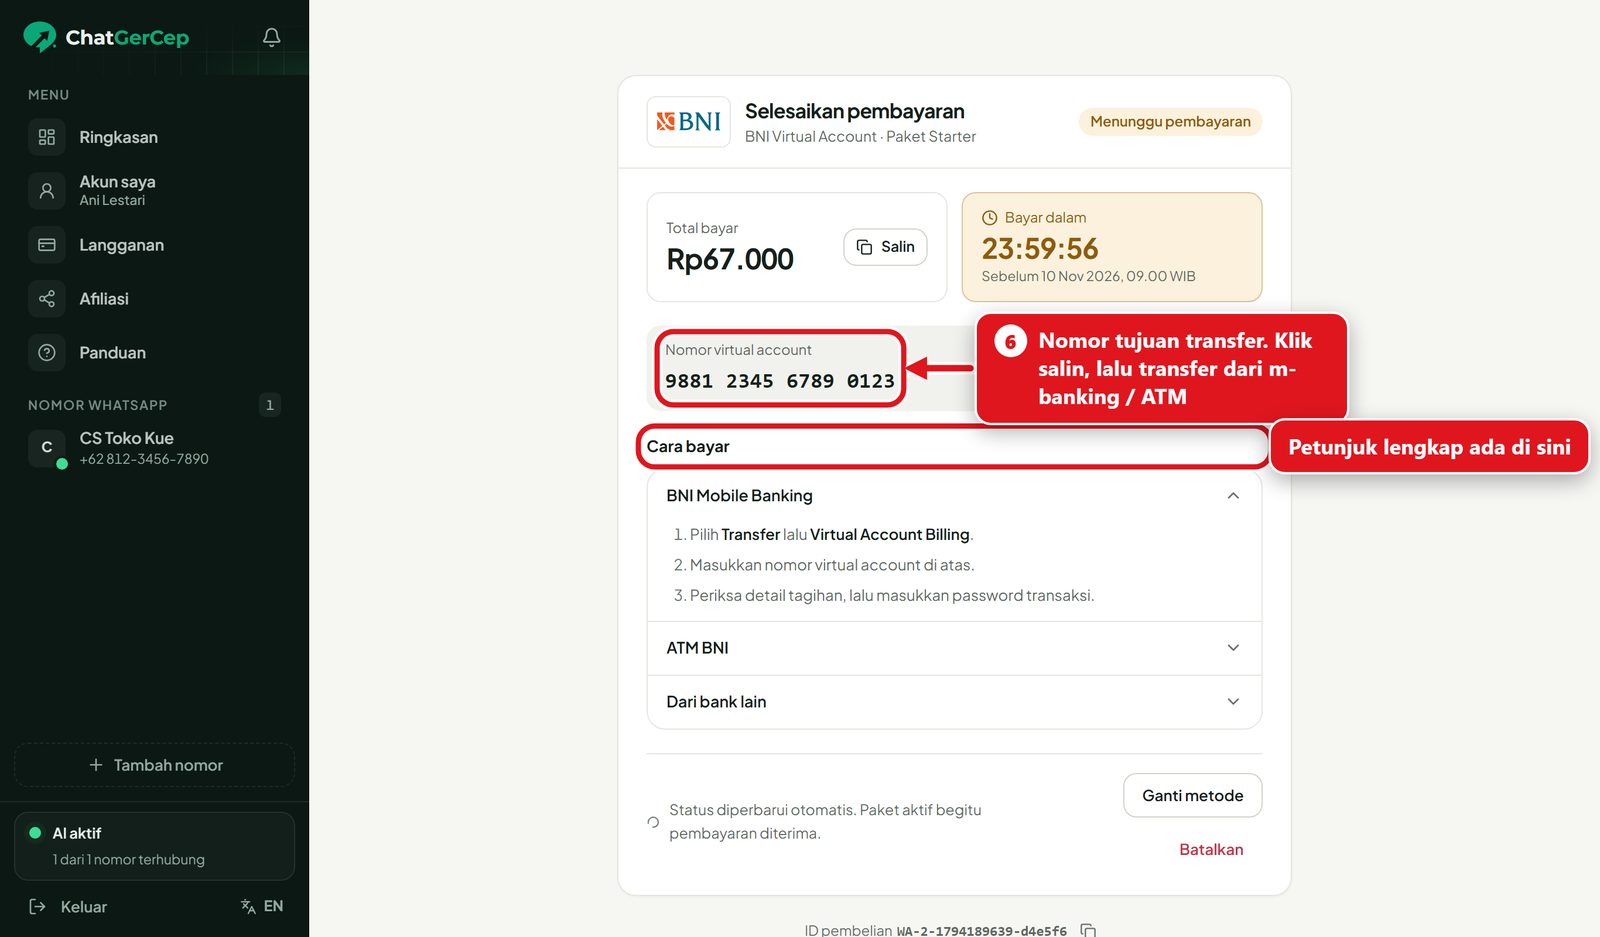 ChatGerCep
MENU
Ringkasan
Akun saya
Ani Lestari
Langganan
Afiliasi
Panduan
NOMOR WHATSAPP 1
C
CS Toko Kue
+62 812-3456-7890
Tambah nomor
AI aktif
1 dari 1 nomor terhubung
Keluar
EN
BNI
Selesaikan pembayaran
BNI Virtual Account · Paket Starter
Menunggu pembayaran
Total bayar
Rp67.000
Salin
Bayar dalam
23:59:56
Sebelum 10 Nov 2026, 09.00 WIB
Nomor virtual account
9881 2345 6789 0123
6 Nomor tujuan transfer. Klik
salin, lalu transfer dari m-
banking / ATM
Cara bayar
Petunjuk lengkap ada di sini
BNI Mobile Banking
1. Pilih Transfer lalu Virtual Account Billing.
2. Masukkan nomor virtual account di atas.
3. Periksa detail tagihan, lalu masukkan password transaksi.
ATM BNI
Dari bank lain
Status diperbarui otomatis. Paket aktif begitu
pembayaran diterima.
Ganti metode
Batalkan
ID pembelian WA-2-1794189639-d4e5f6